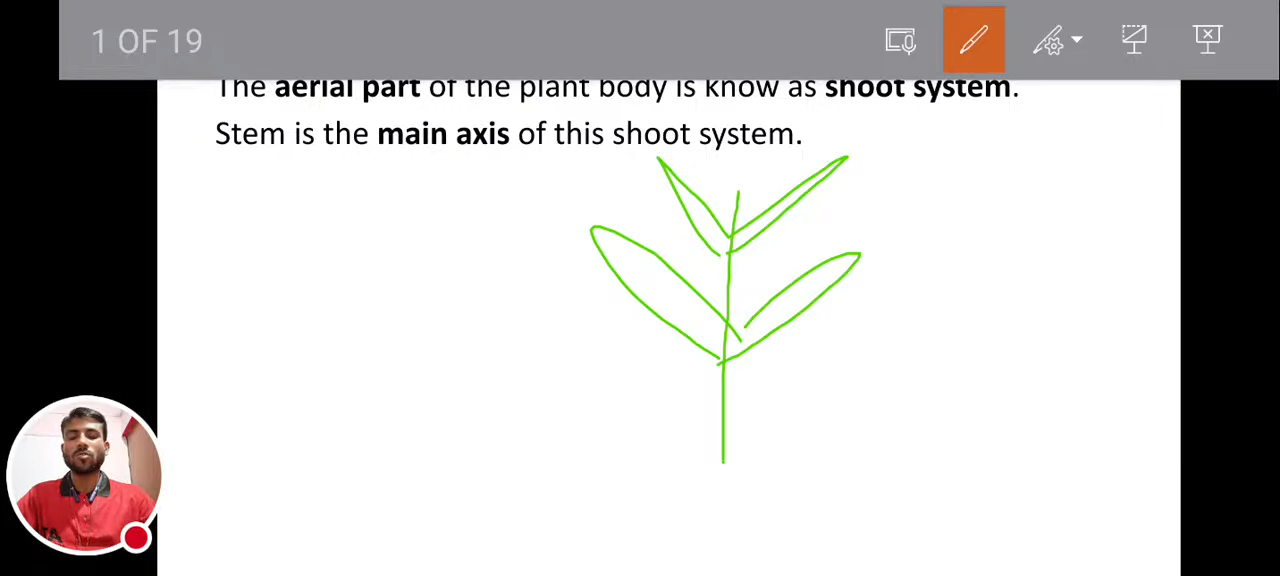 1 OF 19
The aerial part of the plant body is know as shoot system.
Stem is the main axis of this shoot system.